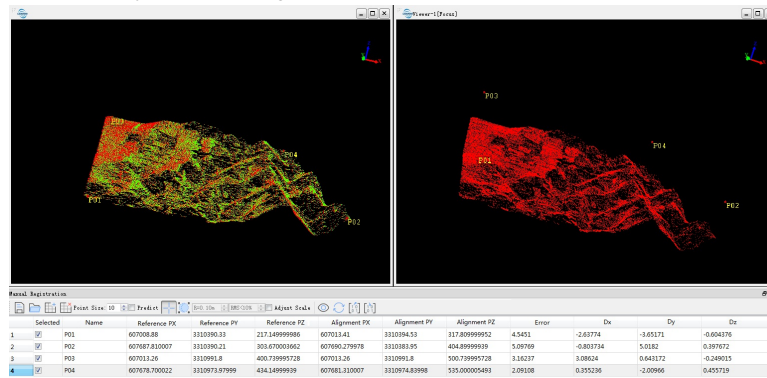 Viewer-1[Focus]
P03
P04
P01
P02
P03
P04
P01
P02
Manual Registration
Point Size 10 Predict R=0.10m RMS<20% Adjust Scale
Selected Name Reference PX Reference PY Reference PZ Alignment PX Alignment PY Alignment PZ Error Dx Dy Dz
1 P01 607008.88 3310390.33 217.149999986 607013.41 3310394.53 317.809999952 4.5451 -2.63774 -3.65171 -0.604376
2 P02 607687.810007 3310390.21 303.670003662 607690.279978 3310383.95 404.89999939 5.09769 -0.803734 5.0182 0.397672
3 P03 607013.26 3310991.8 400.739995728 607013.26 3310991.8 500.739995728 3.16237 3.08624 0.643172 -0.249015
4 P04 607678.700022 3310973.97999 434.14999939 607681.310007 3310974.83998 535.000005493 2.09108 0.355236 -2.00966 0.455719